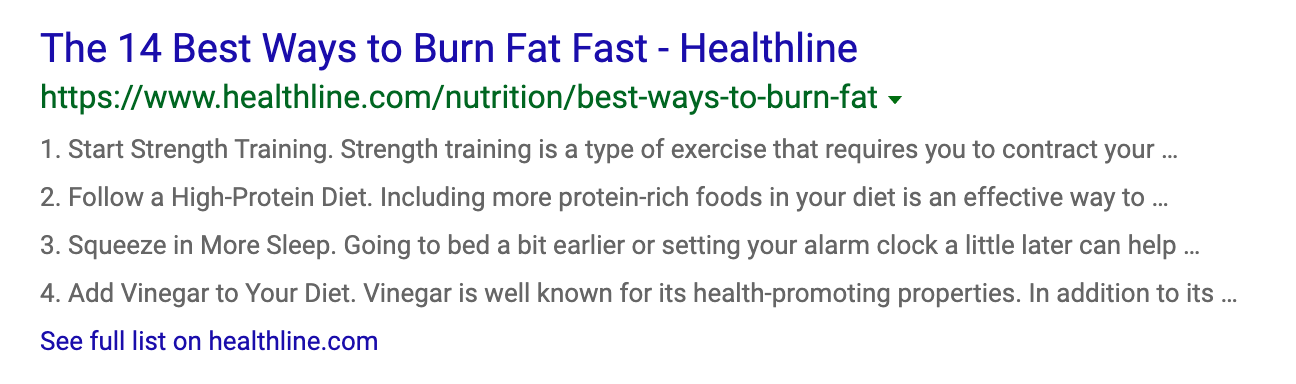 The 14 Best Ways to Burn Fat Fast - Healthline
https://www.healthline.com/nutrition/best-ways-to-burn-fat
1. Start Strength Training. Strength training is a type of exercise that requires you to contract your ...
2. Follow a High-Protein Diet. Including more protein-rich foods in your diet is an effective way to ...
3. Squeeze in More Sleep. Going to bed a bit earlier or setting your alarm clock a little later can help ...
4. Add Vinegar to Your Diet. Vinegar is well known for its health-promoting properties. In addition to its ...
See full list on healthline.com